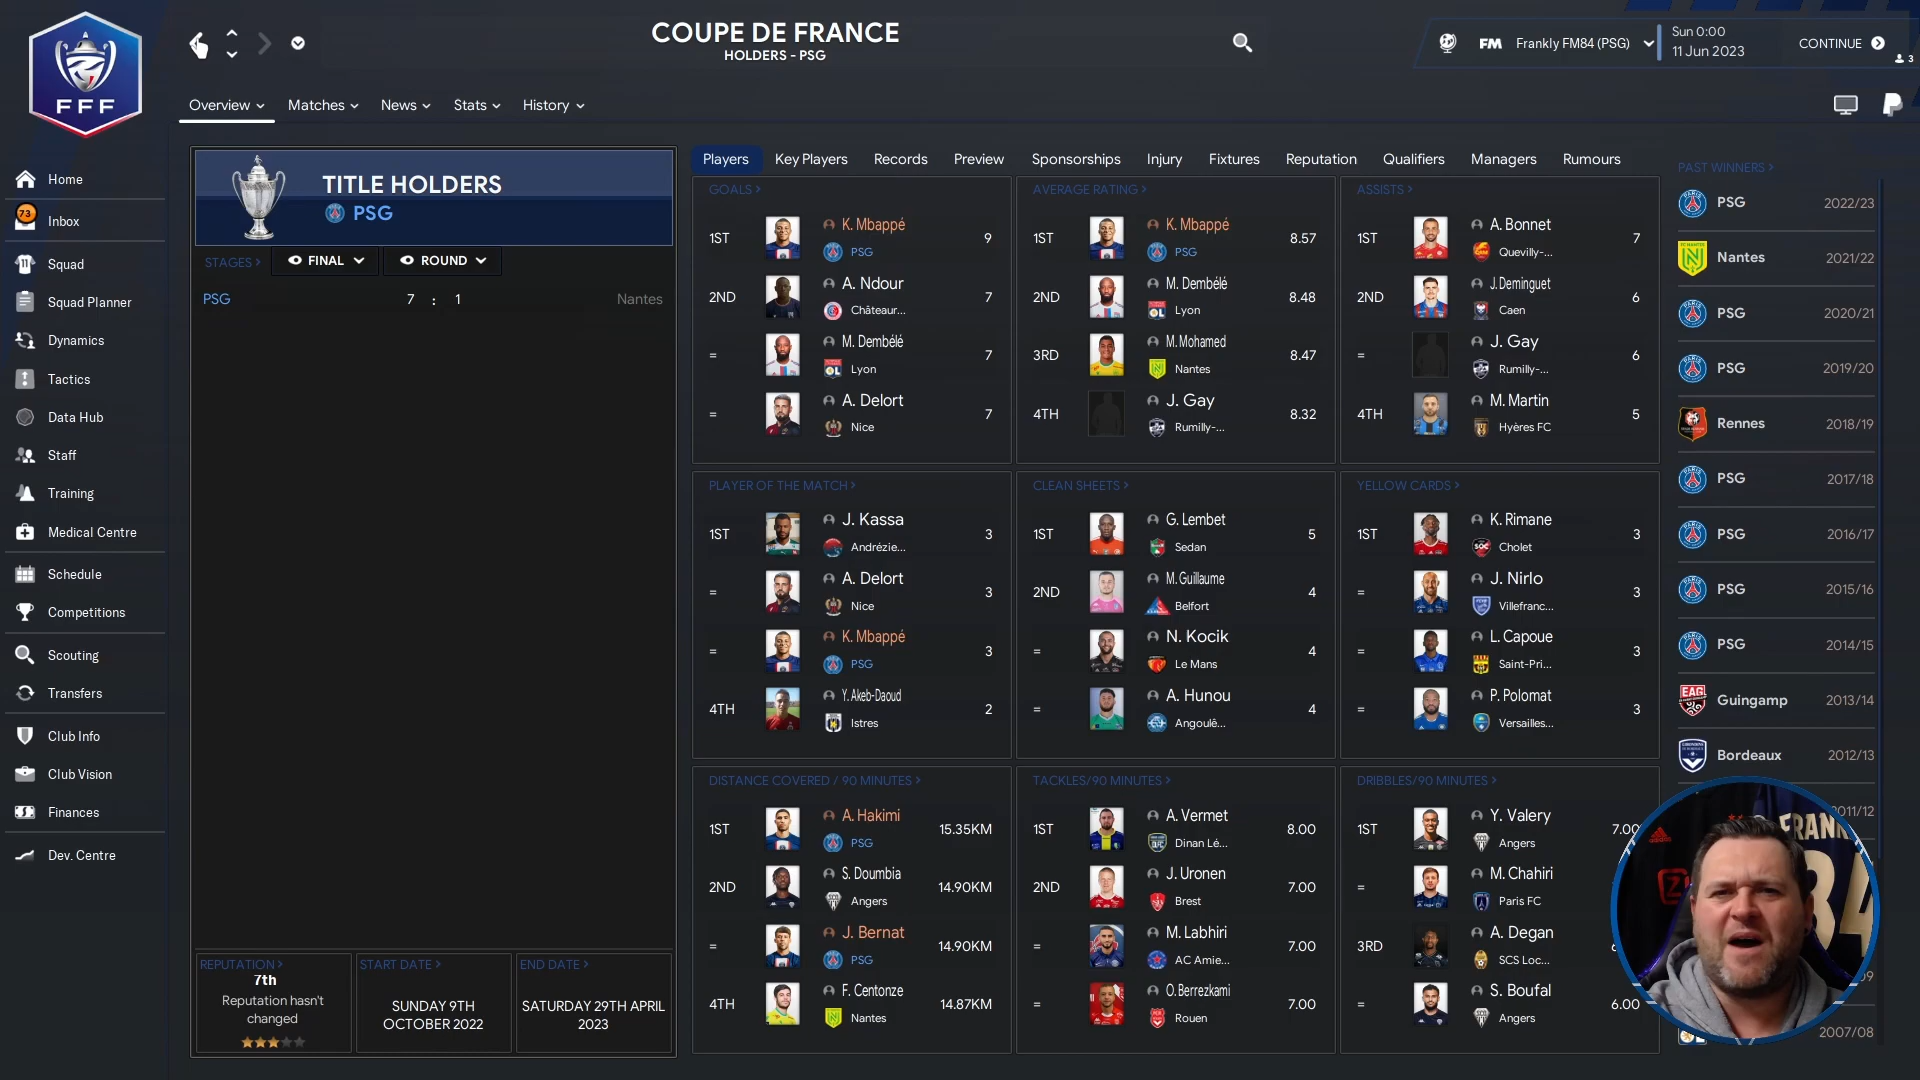 COUPE DE FRANCE
HOLDERS - PSG
FFF
FM
Frankly FM84 (PSG)
Sun 0:00
11 Jun 2023
CONTINUE
3
Overview
Matches
News
Stats
History
Home
73
Inbox
Squad
Squad Planner
Dynamics
Tactics
Data Hub
Staff
Training
Medical Centre
Schedule
Competitions
Scouting
Transfers
Club Info
Club Vision
Finances
Dev. Centre
TITLE HOLDERS
PSG
STAGES >
FINAL
ROUND
PSG 7 : 1 Nantes
REPUTATION >
7th
Reputation hasn't
changed
START DATE >
SUNDAY 9TH
OCTOBER 2022
END DATE >
SATURDAY 29TH APRIL
2023
Players
Key Players
Records
Preview
Sponsorships
Injury
Fixtures
Reputation
Qualifiers
Managers
Rumours
GOALS >
1ST K. Mbappé 9
PSG
2ND A. Ndour 7
Château­r...
= M. Dembélé 7
Lyon
= A. Delort 7
Nice
AVERAGE RATING >
1ST K. Mbappé 8.57
PSG
2ND M. Dembélé 8.48
Lyon
3RD M. Mohamed 8.47
Nantes
4TH J. Gay 8.32
Rumilly-...
ASSISTS >
1ST A. Bonnet 7
Quevilly-...
2ND J. Deminguet 6
Caen
= J. Gay 6
Rumilly-...
4TH M. Martin 5
Hyères FC
PLAYER OF THE MATCH >
1ST J. Kassa 3
Andrézie...
= A. Delort 3
Nice
= K. Mbappé 3
PSG
4TH Y. Akeb-Daoud 2
Istres
CLEAN SHEETS >
1ST G. Lembet 5
Sedan
2ND M. Guillaume 4
Belfort
= N. Kocik 4
Le Mans
= A. Hunou 4
Angoulê...
YELLOW CARDS >
1ST K. Rimane 3
Cholet
= J. Nirlo 3
Villefranc...
= L. Capoue 3
Saint-Pri...
= P. Polomat 3
Versailles...
DISTANCE COVERED / 90 MINUTES >
1ST A. Hakimi 15.35KM
PSG
2ND S. Doumbia 14.90KM
Angers
= J. Bernat 14.90KM
PSG
4TH F. Centonze 14.87KM
Nantes
TACKLES/90 MINUTES >
1ST A. Vermet 8.00
Dinan Lé...
2ND J. Uronen 7.00
Brest
= M. Labhiri 7.00
AC Amie...
= O. Berrezkami 7.00
Rouen
DRIBBLES/90 MINUTES >
1ST Y. Valery 7.00
Angers
= M. Chahiri
Paris FC
3RD A. Degan
SCS Loc...
= S. Boufal 6.00
Angers
PAST WINNERS >
PSG 2022/23
Nantes 2021/22
PSG 2020/21
PSG 2019/20
Rennes 2018/19
PSG 2017/18
PSG 2016/17
PSG 2015/16
PSG 2014/15
Guingamp 2013/14
Bordeaux 2012/13
2011/12
2007/08
FRANK
84